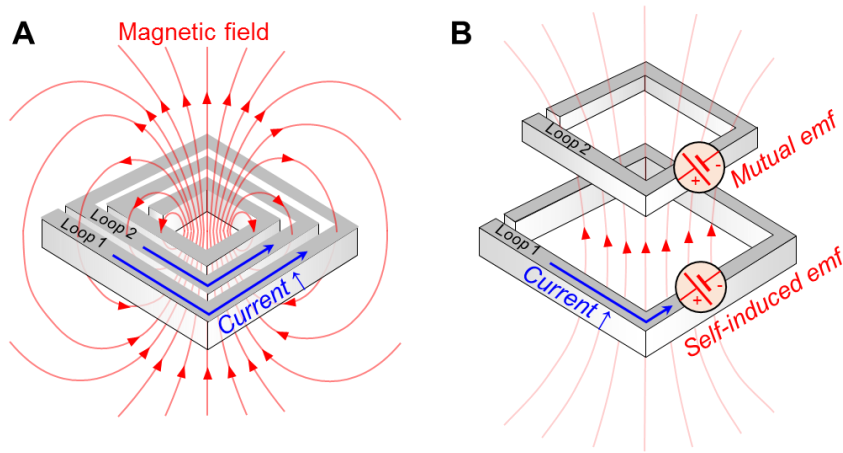 A
Magnetic field
Loop 1
Loop 2
Current ↑
B
Loop 2
+ -
Mutual emf
Loop 1
Current ↑
+ -
Self-induced emf